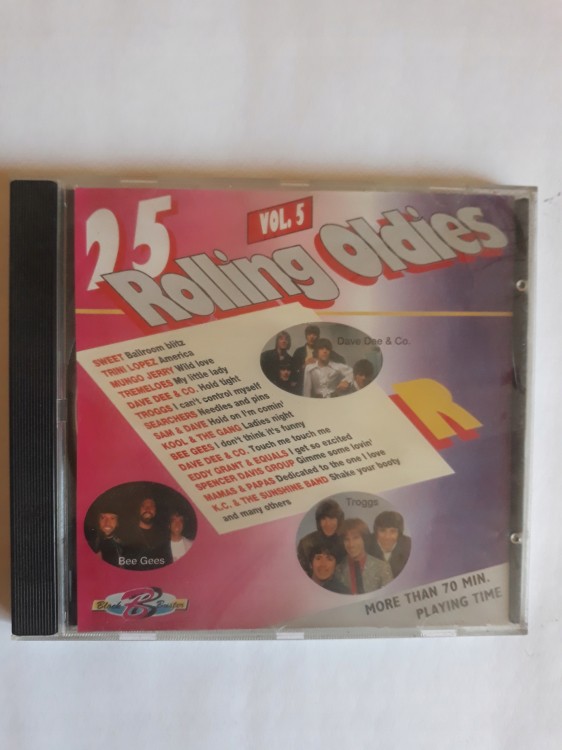 25
VOL. 5
Rolling Oldies
SWEET Ballroom blitz
TRINI LOPEZ America
MUNGO JERRY Wild love
TREMELOES My little lady
DAVE DEE & CO. Hold tight
TROGGS I can't control myself
SEARCHERS Needles and pins
SAM & DAVE Hold on I'm comin'
KOOL & THE GANG Ladies night
BEE GEES I don't think it's funny
DAVE DEE & CO. Touch me touch me
EDDY GRANT & EQUALS I get so excited
SPENCER DAVIS GROUP Gimme some lovin'
MAMAS & PAPAS Dedicated to the one I love
K.C. & THE SUNSHINE BAND Shake your booty
and many others
Dave Dee & Co.
R
Bee Gees
Troggs
B
Block Buster
MORE THAN 70 MIN.
PLAYING TIME